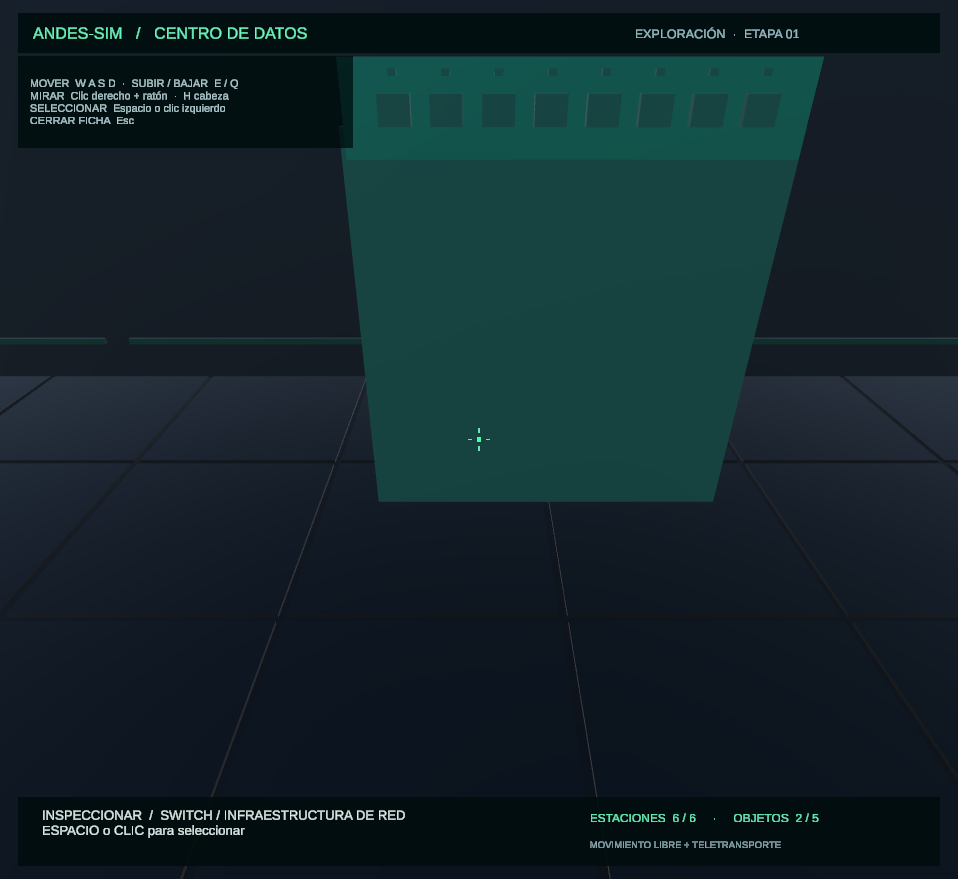 ANDES-SIM / CENTRO DE DATOS
EXPLORACIÓN · ETAPA 01
MOVER W A S D · SUBIR / BAJAR E / Q
MIRAR Clic derecho + ratón · H cabeza
SELECCIONAR Espacio o clic izquierdo
CERRAR FICHA Esc
INSPECCIONAR / SWITCH / INFRAESTRUCTURA DE RED
ESPACIO o CLIC para seleccionar
ESTACIONES 6 / 6 · OBJETOS 2 / 5
MOVIMIENTO LIBRE + TELETRANSPORTE